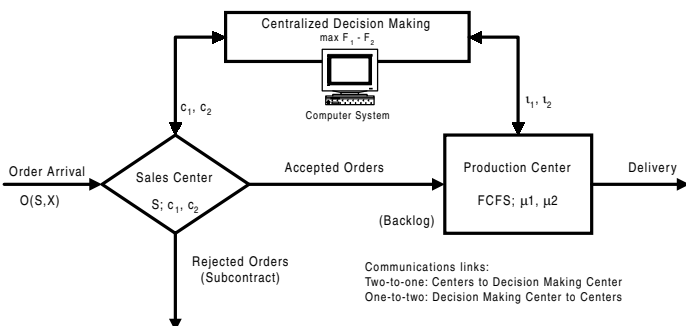 Centralized Decision Making
max F₁ - F₂
Computer System
c₁, c₂
ι₁, ι₂
Order Arrival
O(S,X)
Sales Center
S; c₁, c₂
Accepted Orders
(Backlog)
Production Center
FCFS; μ1, μ2
Delivery
Rejected Orders
(Subcontract)
Communications links:
Two-to-one: Centers to Decision Making Center
One-to-two: Decision Making Center to Centers